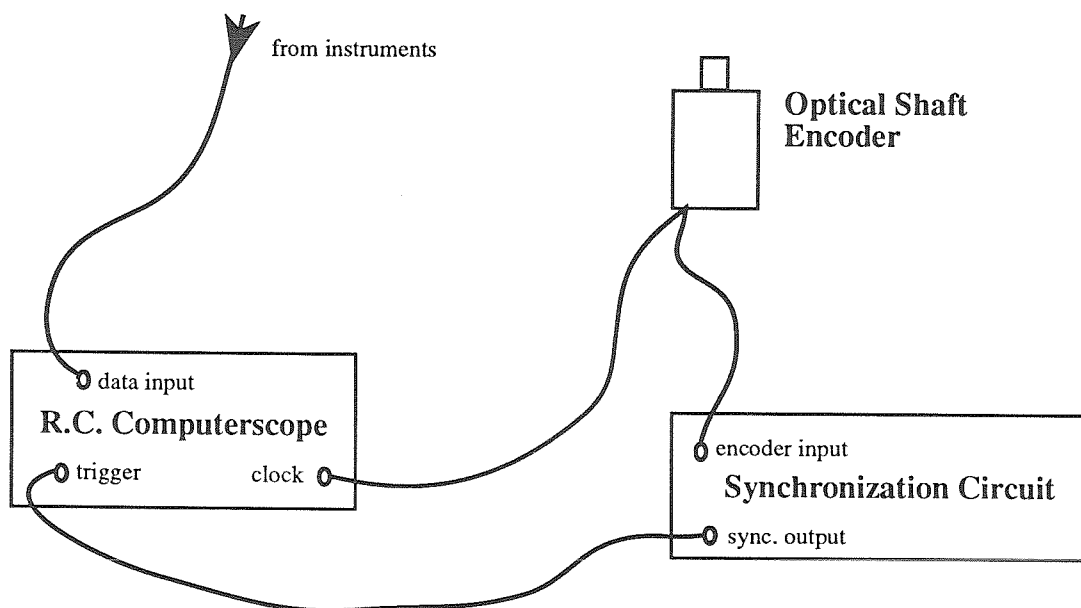 from instruments
Optical Shaft
Encoder
data input
R.C. Computerscope
trigger
clock
encoder input
Synchronization Circuit
sync. output